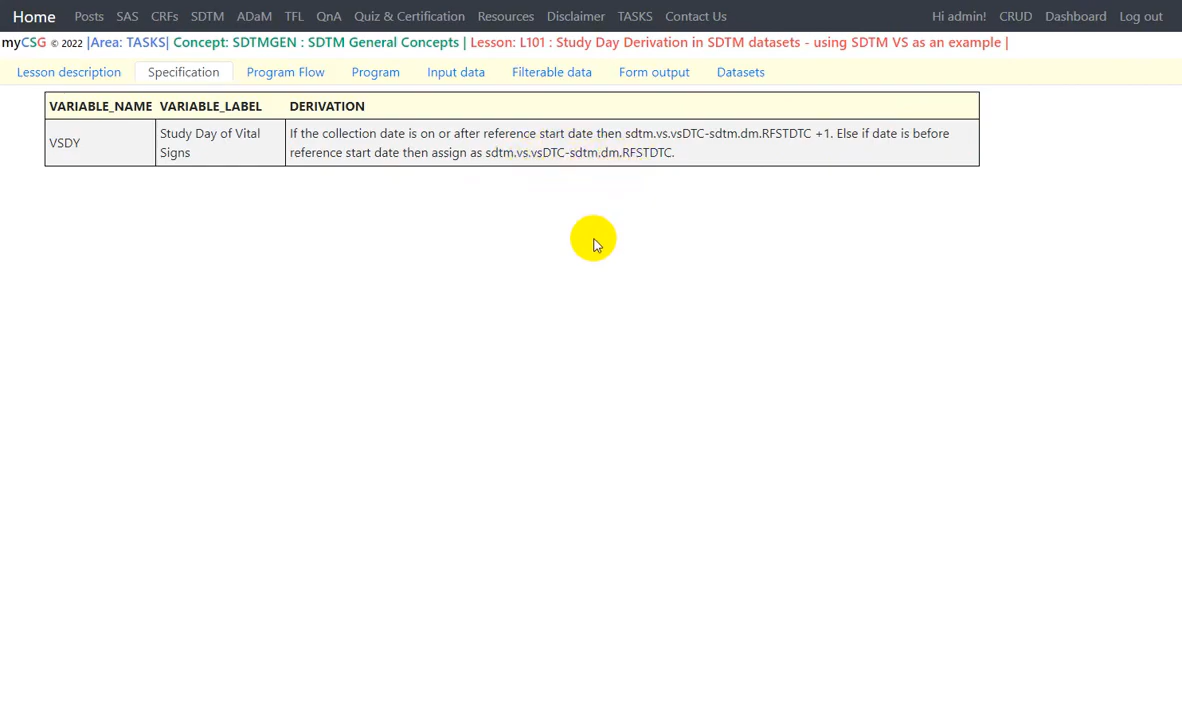 Home Posts SAS CRFs SDTM ADaM TFL QnA Quiz & Certification Resources Disclaimer TASKS Contact Us Hi admin! CRUD Dashboard Log out
myCSG © 2022 |Area: TASKS| Concept: SDTMGEN : SDTM General Concepts | Lesson: L101 : Study Day Derivation in SDTM datasets - using SDTM VS as an example |
Lesson description Specification Program Flow Program Input data Filterable data Form output Datasets
VARIABLE_NAME VARIABLE_LABEL DERIVATION
VSDY
Study Day of Vital
Signs
If the collection date is on or after reference start date then sdtm.vs.vsDTC-sdtm.dm.RFSTDTC +1. Else if date is before
reference start date then assign as sdtm.vs.vsDTC-sdtm.dm.RFSTDTC.